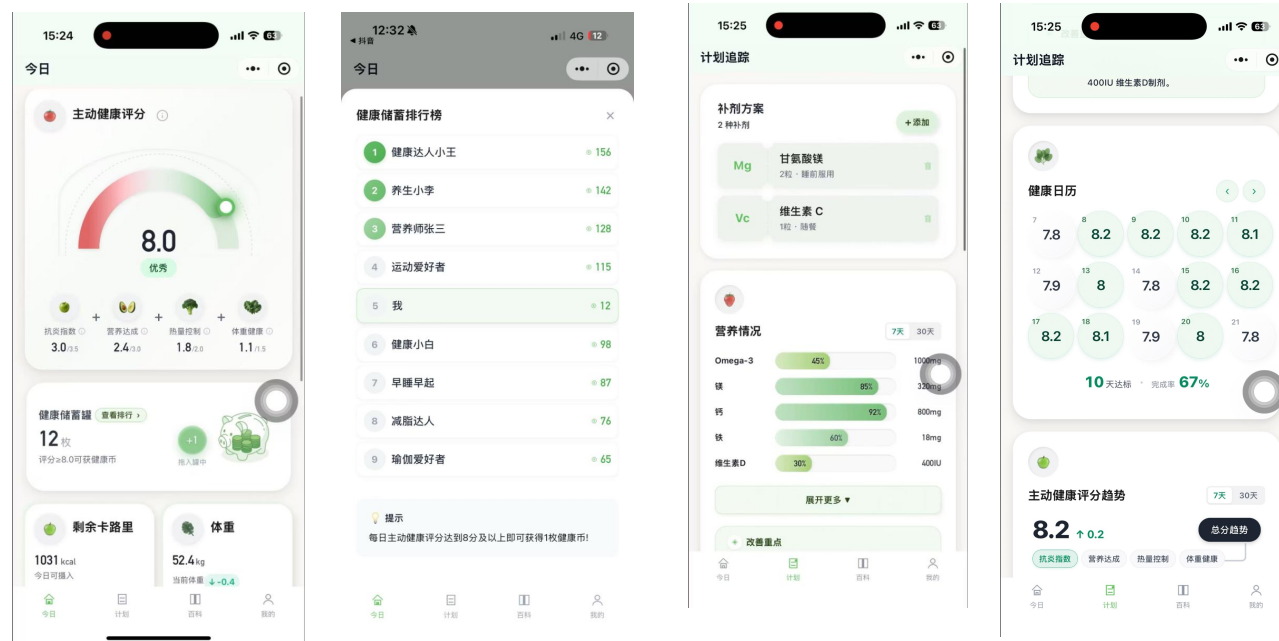 15:24
63
今日
主动健康评分
8.0
优秀
+
+
+
抗炎指数
营养达成
热量控制
体重健康
3.0/3.5
2.4/3.0
1.8/2.0
1.1/1.5
健康储蓄罐
查看排行 ›
12枚
评分≥8.0可获健康币
+1
拖入罐中
剩余卡路里
1031 kcal
今日可摄入
体重
52.4 kg
当前体重 ↓ -0.4
今日
计划
百科
我的
12:32
◂ 抖音
4G
12
今日
健康储蓄排行榜
×
1 健康达人小王 156
2 养生小李 142
3 营养师张三 128
4 运动爱好者 115
5 我 12
6 健康小白 98
7 早睡早起 87
8 减脂达人 76
9 瑜伽爱好者 65
提示
每日主动健康评分达到8分及以上即可获得1枚健康币!
今日
计划
百科
我的
15:25
63
计划追踪
补剂方案
2 种补剂
+添加
Mg
甘氨酸镁
2粒 · 睡前服用
Vc
维生素 C
1粒 · 随餐
营养情况
7天 30天
Omega-3 45% 1000mg
镁 85% 320mg
钙 92% 800mg
铁 60% 18mg
维生素D 30% 400IU
展开更多 ▼
+ 改善重点
今日
计划
百科
我的
15:25
63
计划追踪
400IU 维生素D制剂。
健康日历
‹ ›
7 7.8
8 8.2
9 8.2
10 8.2
11 8.1
12 7.9
13 8
14 7.8
15 8.2
16 8.2
17 8.2
18 8.1
19 7.9
20 8
21 7.8
10 天达标 · 完成率 67%
主动健康评分趋势
7天 30天
8.2 ↑ 0.2
总分趋势
抗炎指数
营养达成
热量控制
体重健康
今日
计划
百科
我的